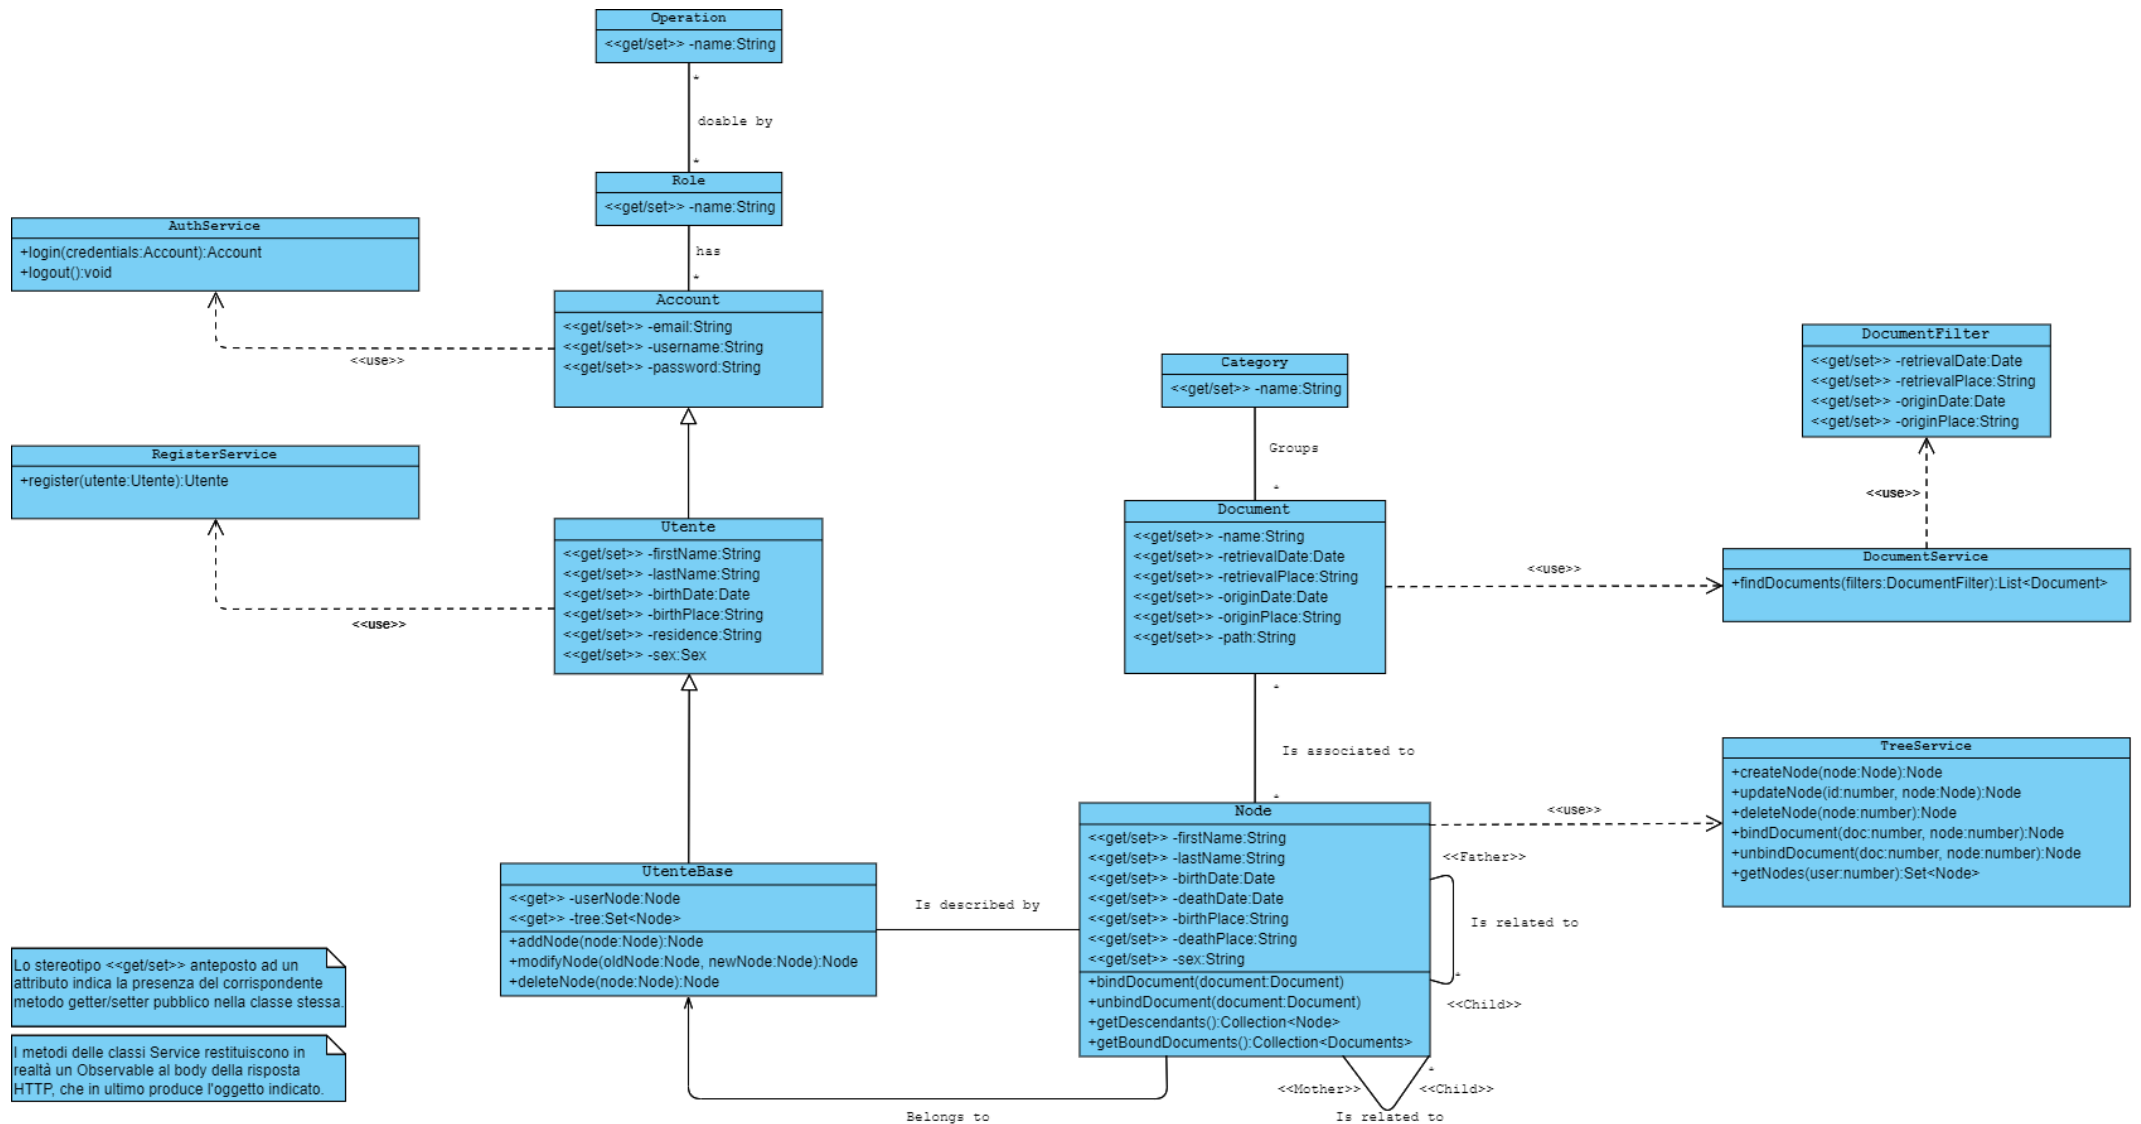 Operation
<<get/set>> -name:String
*
doable by
*
Role
<<get/set>> -name:String
has
*
AuthService
+login(credentials:Account):Account
+logout():void
<<use>>
Account
<<get/set>> -email:String
<<get/set>> -username:String
<<get/set>> -password:String
RegisterService
+register(utente:Utente):Utente
<<use>>
Utente
<<get/set>> -firstName:String
<<get/set>> -lastName:String
<<get/set>> -birthDate:Date
<<get/set>> -birthPlace:String
<<get/set>> -residence:String
<<get/set>> -sex:Sex
Category
<<get/set>> -name:String
Groups
*
Document
<<get/set>> -name:String
<<get/set>> -retrievalDate:Date
<<get/set>> -retrievalPlace:String
<<get/set>> -originDate:Date
<<get/set>> -originPlace:String
<<get/set>> -path:String
*
Is associated to
*
<<use>>
DocumentFilter
<<get/set>> -retrievalDate:Date
<<get/set>> -retrievalPlace:String
<<get/set>> -originDate:Date
<<get/set>> -originPlace:String
<<use>>
DocumentService
+findDocuments(filters:DocumentFilter):List<Document>
TreeService
+createNode(node:Node):Node
+updateNode(id:number, node:Node):Node
+deleteNode(node:number):Node
+bindDocument(doc:number, node:number):Node
+unbindDocument(doc:number, node:number):Node
+getNodes(user:number):Set<Node>
<<use>>
Node
<<get/set>> -firstName:String
<<get/set>> -lastName:String
<<get/set>> -birthDate:Date
<<get/set>> -deathDate:Date
<<get/set>> -birthPlace:String
<<get/set>> -deathPlace:String
<<get/set>> -sex:String
+bindDocument(document:Document)
+unbindDocument(document:Document)
+getDescendants():Collection<Node>
+getBoundDocuments():Collection<Documents>
<<Father>>
Is related to
*
<<Child>>
*
<<Mother>>
<<Child>>
Is related to
UtenteBase
<<get>> -userNode:Node
<<get>> -tree:Set<Node>
+addNode(node:Node):Node
+modifyNode(oldNode:Node, newNode:Node):Node
+deleteNode(node:Node):Node
Is described by
Belongs to
Lo stereotipo <<get/set>> anteposto ad un
attributo indica la presenza del corrispondente
metodo getter/setter pubblico nella classe stessa.
I metodi delle classi Service restituiscono in
realtà un Observable al body della risposta
HTTP, che in ultimo produce l'oggetto indicato.